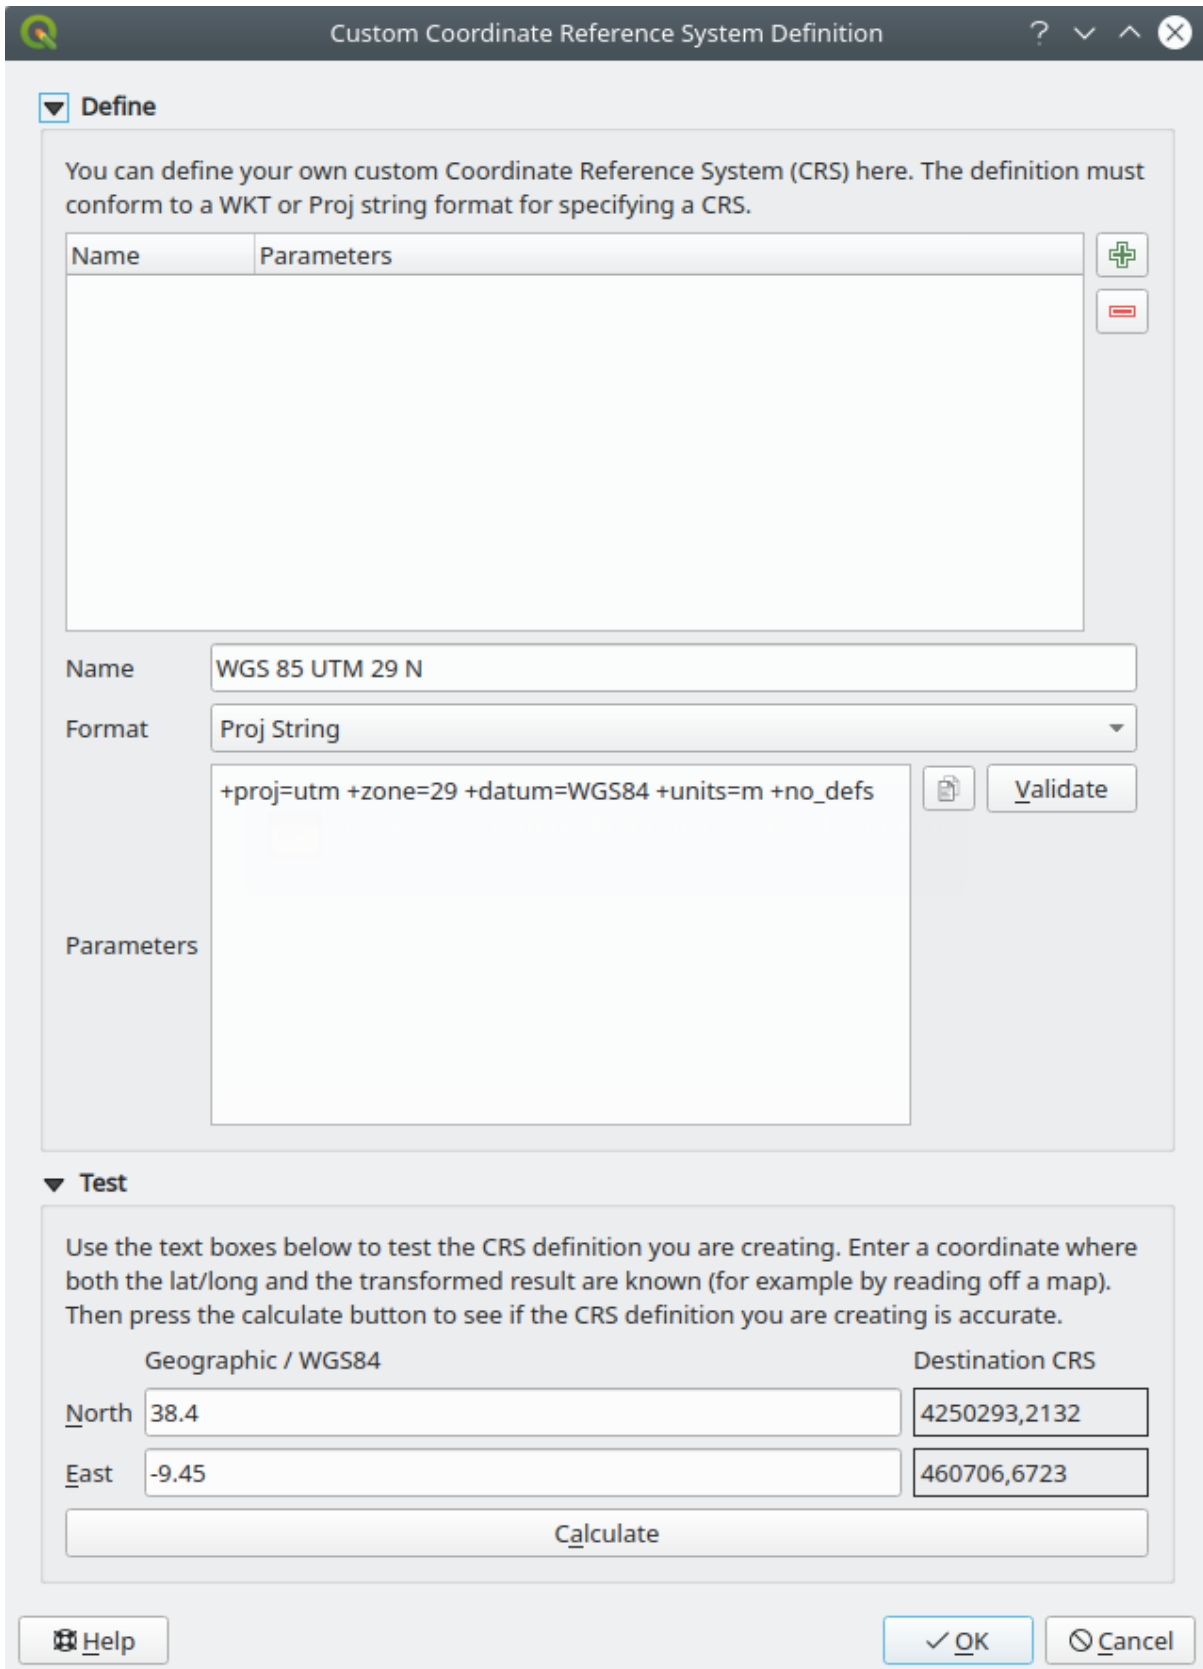 Custom Coordinate Reference System Definition
Define
You can define your own custom Coordinate Reference System (CRS) here. The definition must
conform to a WKT or Proj string format for specifying a CRS.
Name Parameters
Name WGS 85 UTM 29 N
Format Proj String
+proj=utm +zone=29 +datum=WGS84 +units=m +no_defs Validate
Parameters
Test
Use the text boxes below to test the CRS definition you are creating. Enter a coordinate where
both the lat/long and the transformed result are known (for example by reading off a map).
Then press the calculate button to see if the CRS definition you are creating is accurate.
Geographic / WGS84 Destination CRS
North 38.4 4250293,2132
East -9.45 460706,6723
Calculate
Help OK Cancel